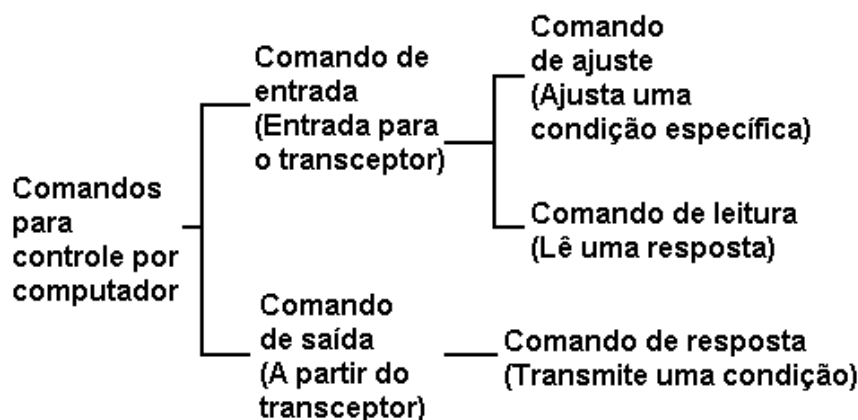 Comandos
para
controle por
computador
Comando de
entrada
(Entrada para
o transceptor)
Comando
de ajuste
(Ajusta uma
condição específica)
Comando de leitura
(Lê uma resposta)
Comando
de saída
(A partir do
transceptor)
Comando de resposta
(Transmite uma condição)